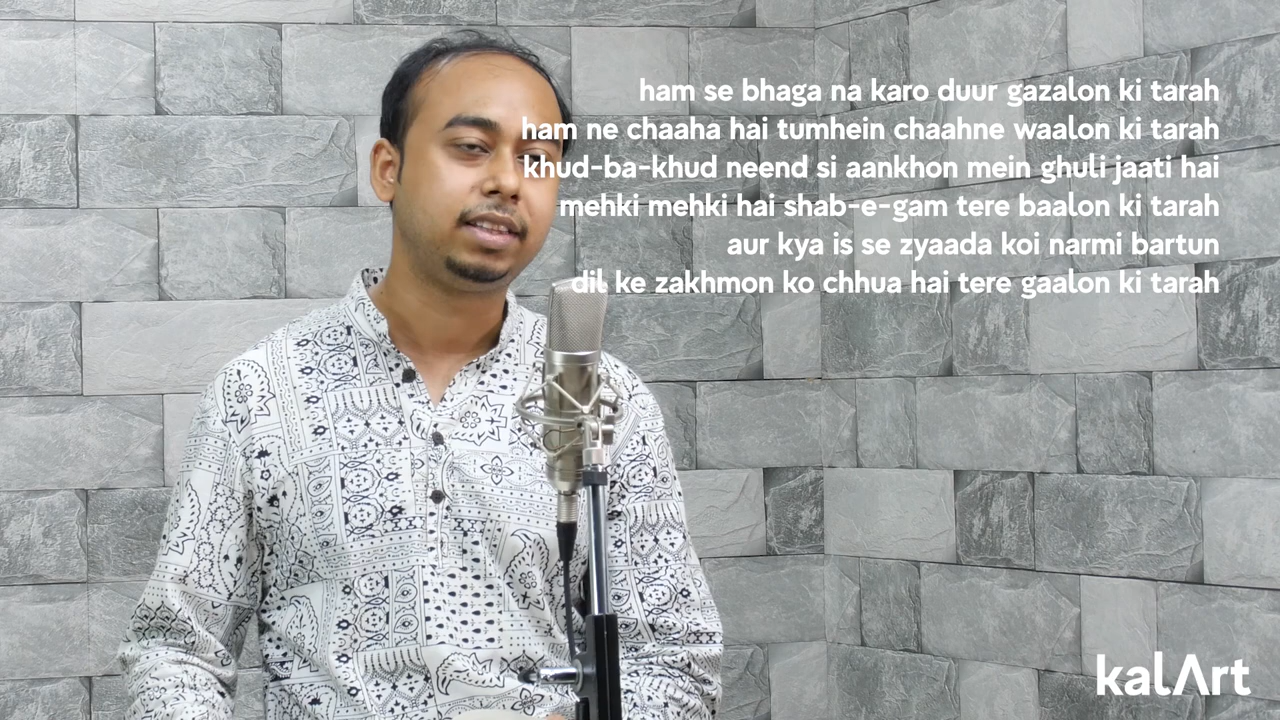 ham se bhaga na karo duur gazalon ki tarah
ham ne chaaha hai tumhein chaahne waalon ki tarah
khud-ba-khud neend si aankhon mein ghuli jaati hai
mehki mehki hai shab-e-gam tere baalon ki tarah
aur kya is se zyaada koi narmi bartun
dil ke zakhmon ko chhua hai tere gaalon ki tarah
kalArt